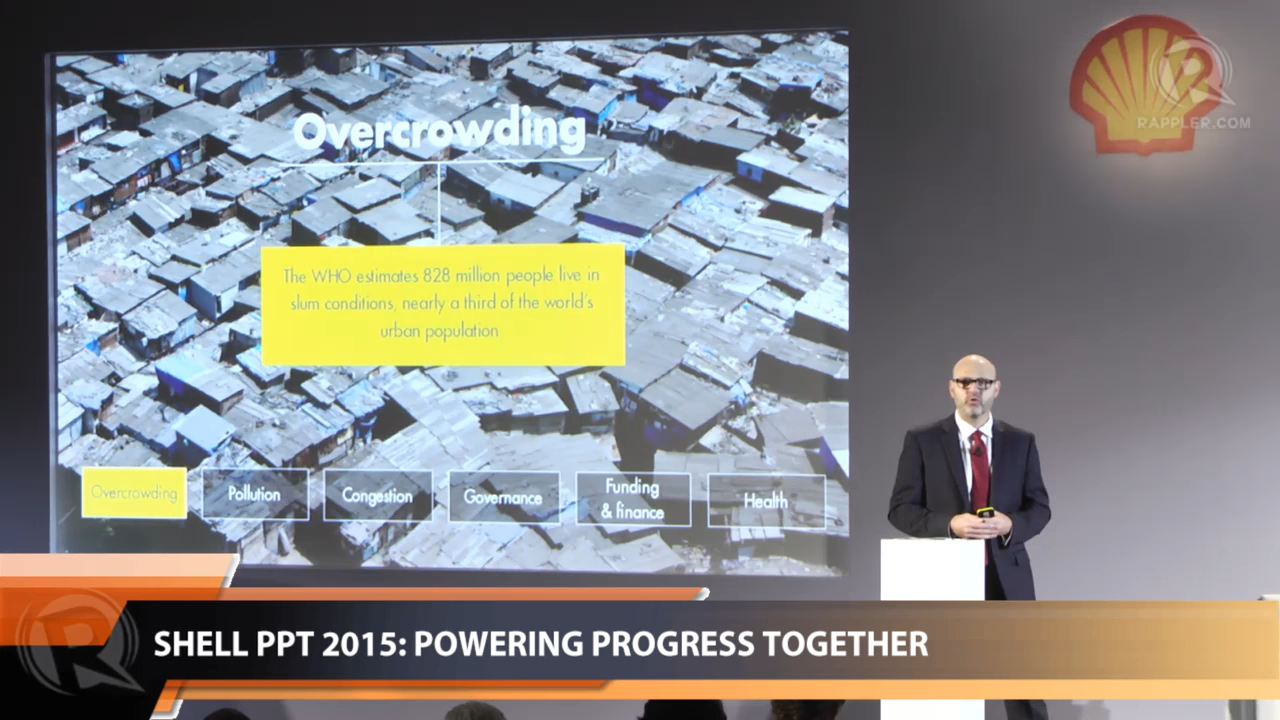 Overcrowding
The WHO estimates 828 million people live in
slum conditions, nearly a third of the world's
urban population
Overcrowding
Pollution
Congestion
Governance
Funding
& finance
Health
R
RAPPLER.COM
R
SHELL PPT 2015: POWERING PROGRESS TOGETHER